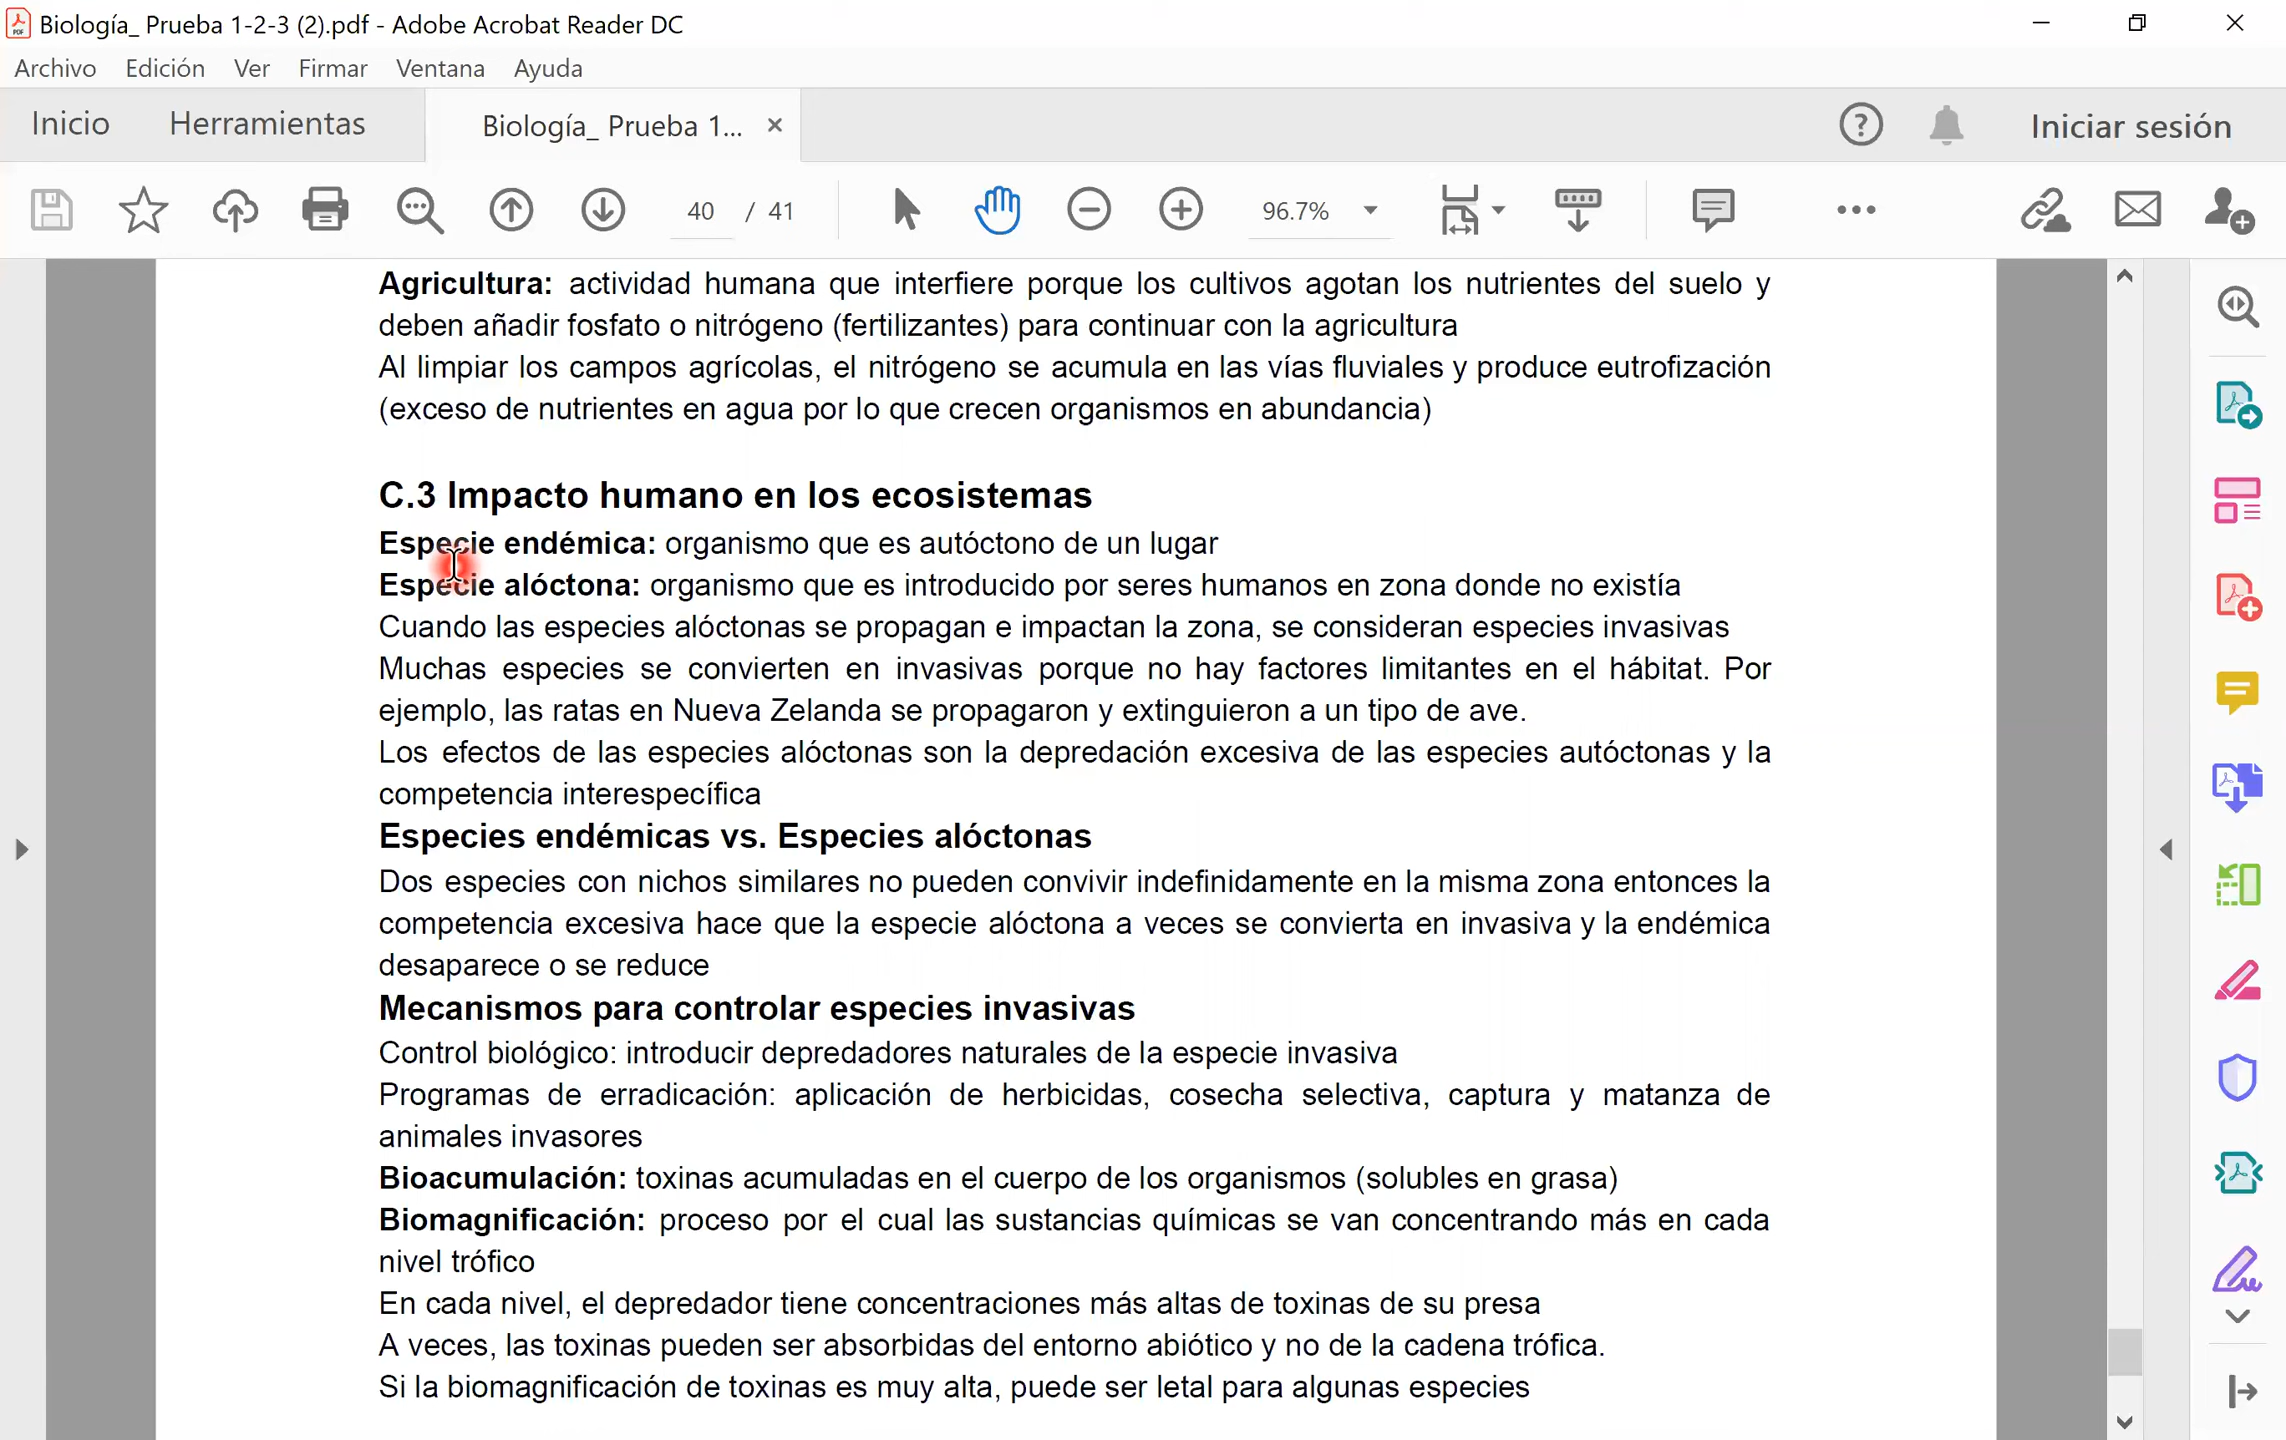 Biología_ Prueba 1-2-3 (2).pdf - Adobe Acrobat Reader DC
Archivo Edición Ver Firmar Ventana Ayuda
Inicio Herramientas Biología_ Prueba 1... × Iniciar sesión
40 / 41 96.7%
Agricultura: actividad humana que interfiere porque los cultivos agotan los nutrientes del suelo y
deben añadir fosfato o nitrógeno (fertilizantes) para continuar con la agricultura
Al limpiar los campos agrícolas, el nitrógeno se acumula en las vías fluviales y produce eutrofización
(exceso de nutrientes en agua por lo que crecen organismos en abundancia)
C.3 Impacto humano en los ecosistemas
Especie endémica: organismo que es autóctono de un lugar
Especie alóctona: organismo que es introducido por seres humanos en zona donde no existía
Cuando las especies alóctonas se propagan e impactan la zona, se consideran especies invasivas
Muchas especies se convierten en invasivas porque no hay factores limitantes en el hábitat. Por
ejemplo, las ratas en Nueva Zelanda se propagaron y extinguieron a un tipo de ave.
Los efectos de las especies alóctonas son la depredación excesiva de las especies autóctonas y la
competencia interespecífica
Especies endémicas vs. Especies alóctonas
Dos especies con nichos similares no pueden convivir indefinidamente en la misma zona entonces la
competencia excesiva hace que la especie alóctona a veces se convierta en invasiva y la endémica
desaparece o se reduce
Mecanismos para controlar especies invasivas
Control biológico: introducir depredadores naturales de la especie invasiva
Programas de erradicación: aplicación de herbicidas, cosecha selectiva, captura y matanza de
animales invasores
Bioacumulación: toxinas acumuladas en el cuerpo de los organismos (solubles en grasa)
Biomagnificación: proceso por el cual las sustancias químicas se van concentrando más en cada
nivel trófico
En cada nivel, el depredador tiene concentraciones más altas de toxinas de su presa
A veces, las toxinas pueden ser absorbidas del entorno abiótico y no de la cadena trófica.
Si la biomagnificación de toxinas es muy alta, puede ser letal para algunas especies